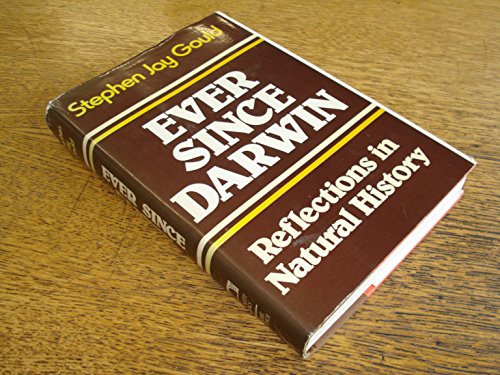 Stephen Jay Gould
EVER
SINCE
DARWIN
Reflections in
Natural History
EVER SINCE